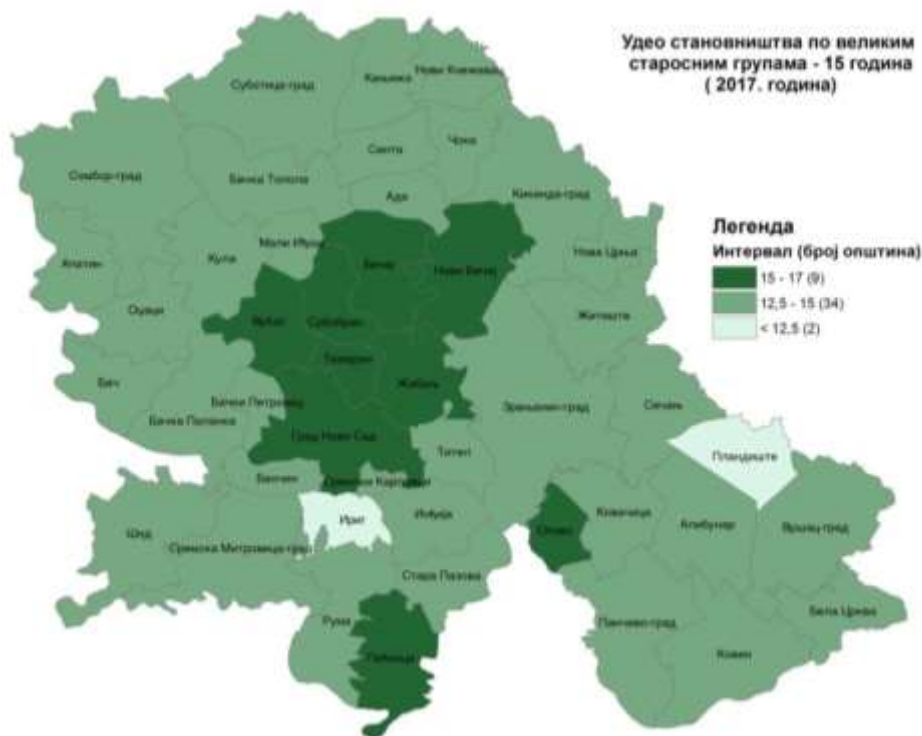 Удео становништва по великим
старосним групама - 15 година
( 2017. година)
Суботица-град
Кањижа
Нови Кнежевац
Сента
Чока
Сомбор-град
Бачка Топола
Ада
Кикинда-град
Мали Иђош
Кула
Бечеј
Нови Бечеј
Нова Црња
Апатин
Оџаци
Врбас
Србобран
Житиште
Темерин
Жабаљ
Бач
Бачки Петровац
Бачка Паланка
Зрењанин-град
Сечањ
Град Нови Сад
Тител
Пландиште
Беочин
Сремски Карловци
Ириг
Инђија
Опово
Ковачица
Алибунар
Вршац-град
Шид
Сремска Митровица-град
Стара Пазова
Рума
Пећинци
Панчево-град
Бела Црква
Ковин
Легенда
Интервал (број општина)
15 - 17 (9)
12,5 - 15 (34)
< 12,5 (2)